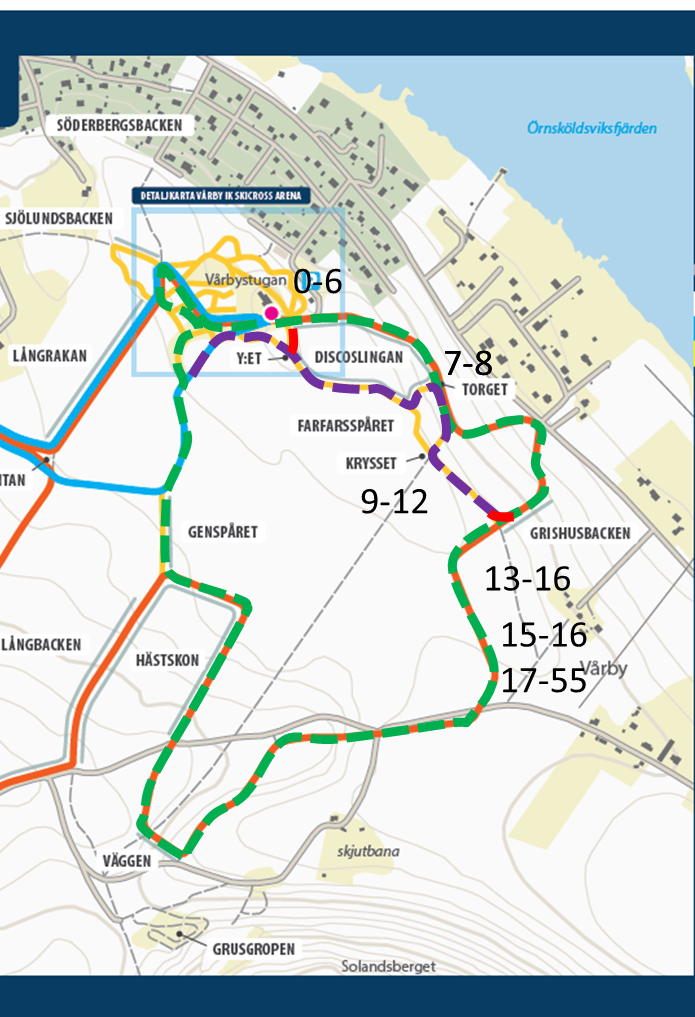 Örnsköldsviksfjärden
SÖDERBERGSBACKEN
DETALJKARTA VÅRBY IK SKICROSS ARENA
SJÖLUNDSBACKEN
Vårbystugan
0-6
LÅNGRAKAN
Y:ET
DISCOSLINGAN
7-8
TORGET
FARFARSSPÅRET
KRYSSET
TAN
9-12
GENSPÅRET
GRISHUSBACKEN
13-16
LÅNGBACKEN
HÄSTSKON
15-16
Vårby
17-55
VÄGGEN
skjutbana
GRUSGROPEN
Solandsberget